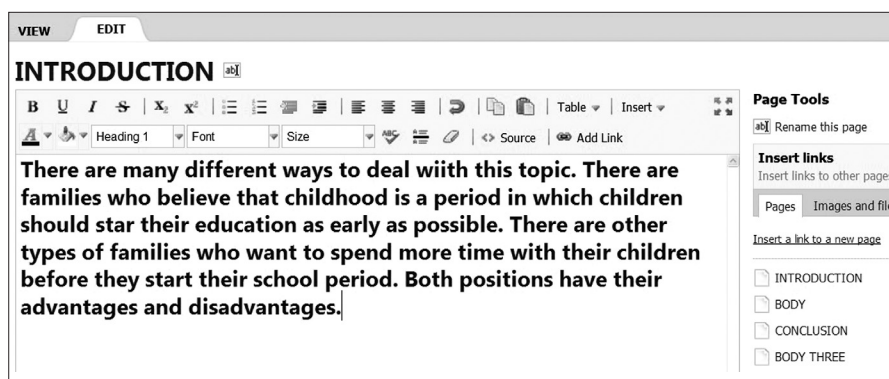 VIEW EDIT
INTRODUCTION abI
B U I S X₂ X² Table Insert
A Heading 1 Font Size ABC Source Add Link
There are many different ways to deal wiith this topic. There are
families who believe that childhood is a period in which children
should star their education as early as possible. There are other
types of families who want to spend more time with their children
before they start their school period. Both positions have their
advantages and disadvantages.
Page Tools
abI Rename this page
Insert links
Insert links to other pages
Pages Images and fil
Insert a link to a new page
INTRODUCTION
BODY
CONCLUSION
BODY THREE